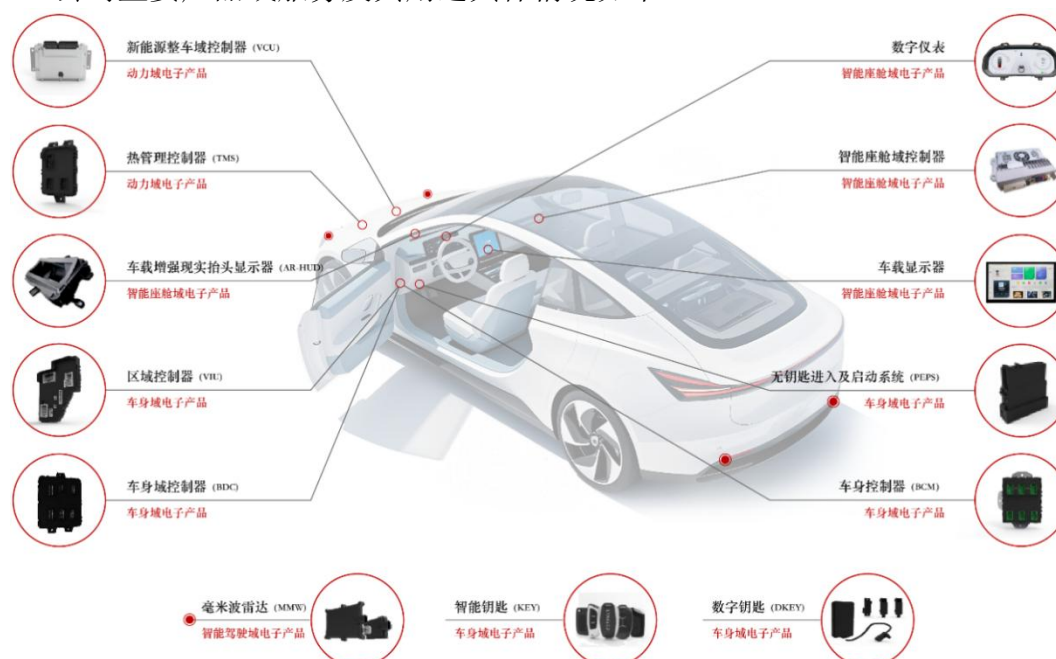 新能源整车域控制器 (VCU)
动力域电子产品
热管理控制器 (TMS)
动力域电子产品
车载增强现实抬头显示器 (AR-HUD)
智能座舱域电子产品
区域控制器 (VIU)
车身域电子产品
车身域控制器 (BDC)
车身域电子产品
数字仪表
智能座舱域电子产品
智能座舱域控制器
智能座舱域电子产品
车载显示器
智能座舱域电子产品
无钥匙进入及启动系统 (PEPS)
车身域电子产品
车身控制器 (BCM)
车身域电子产品
毫米波雷达 (MMW)
智能驾驶域电子产品
智能钥匙 (KEY)
车身域电子产品
数字钥匙 (DKEY)
车身域电子产品